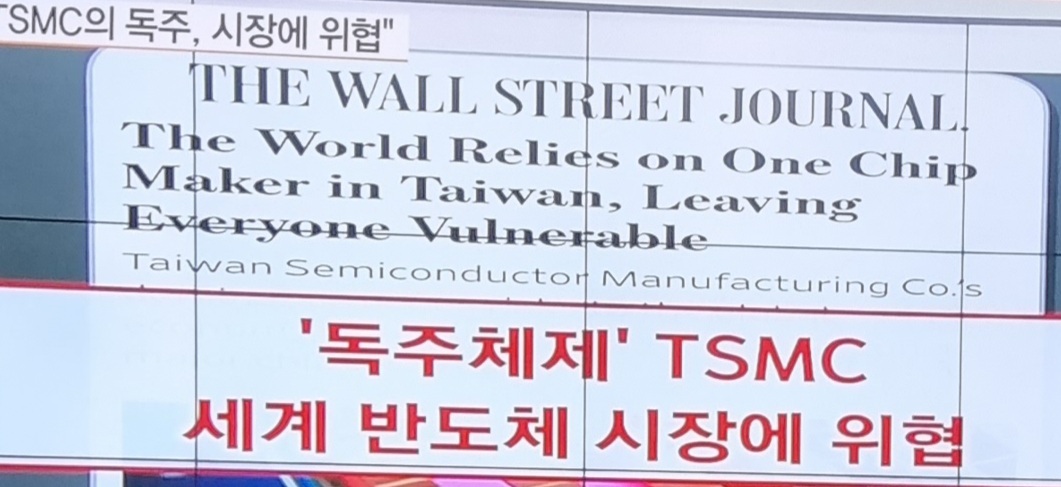 TSMC의 독주, 시장에 위협"
THE WALL STREET JOURNAL.
The World Relies on One Chip
Maker in Taiwan, Leaving
Everyone Vulnerable
Taiwan Semiconductor Manufacturing Co.'s
'독주체제' TSMC
세계 반도체 시장에 위협